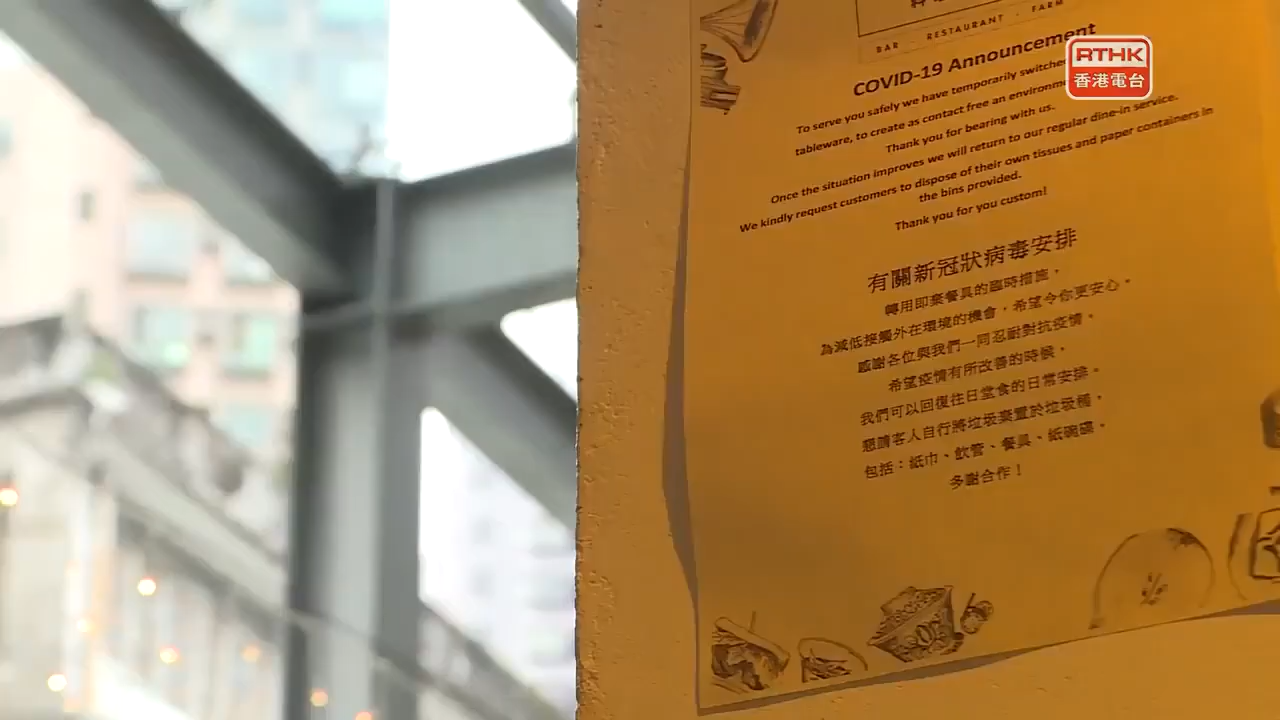 RTHK
香港電台
BAR RESTAURANT · FARM
COVID-19 Announcement
To serve you safely we have temporarily switched
tableware, to create as contact free an
Thank you for bearing with us.
Once the situation improves we will return to our regular dine-in service.
We kindly request customers to dispose of their own tissues and paper containers in
the bins provided.
Thank you for you custom!
有關新冠狀病毒安排
轉用即棄餐具的臨時措施，
為減低接觸外在環境的機會，希望令你更安心。
感謝各位與我們一同忍耐對抗疫情。
希望疫情有所改善的時候，
我們可以回復往日堂食的日常安排。
懇請客人自行將垃圾棄置於垃圾桶，
包括：紙巾、飲管、餐具、紙碗碟。
多謝合作！